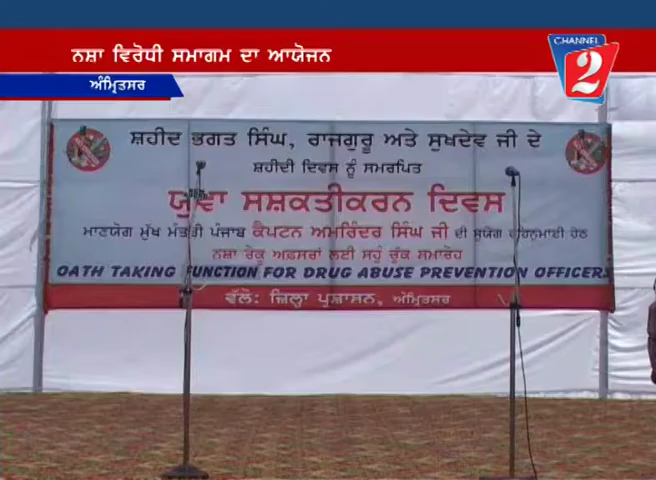 ਨਸ਼ਾ ਵਿਰੋਧੀ ਸਮਾਗਮ ਦਾ ਆਯੋਜਨ
CHANNEL
2
ਅੰਮ੍ਰਿਤਸਰ
ਸ਼ਹੀਦ ਭਗਤ ਸਿੰਘ, ਰਾਜਗੁਰੂ ਅਤੇ ਸੁਖਦੇਵ ਜੀ ਦੇ
ਸ਼ਹੀਦੀ ਦਿਵਸ ਨੂੰ ਸਮਰਪਿਤ
ਯੁਵਾ ਸਸ਼ਕਤੀਕਰਨ ਦਿਵਸ
ਮਾਣਯੋਗ ਮੁੱਖ ਮੰਤਰੀ ਪੰਜਾਬ ਕੈਪਟਨ ਅਮਰਿੰਦਰ ਸਿੰਘ ਜੀ ਦੀ ਸੁਯੋਗ ਰਹਿਨੁਮਾਈ ਹੇਠ
ਨਸ਼ਾ ਰੋਕੂ ਅਫ਼ਸਰਾਂ ਲਈ ਸਹੁੰ ਚੁੱਕ ਸਮਾਰੋਹ
OATH TAKING FUNCTION FOR DRUG ABUSE PREVENTION OFFICERS
ਵੱਲੋ: ਜ਼ਿਲ੍ਹਾ ਪ੍ਰਸ਼ਾਸਨ, ਅੰਮ੍ਰਿਤਸਰ